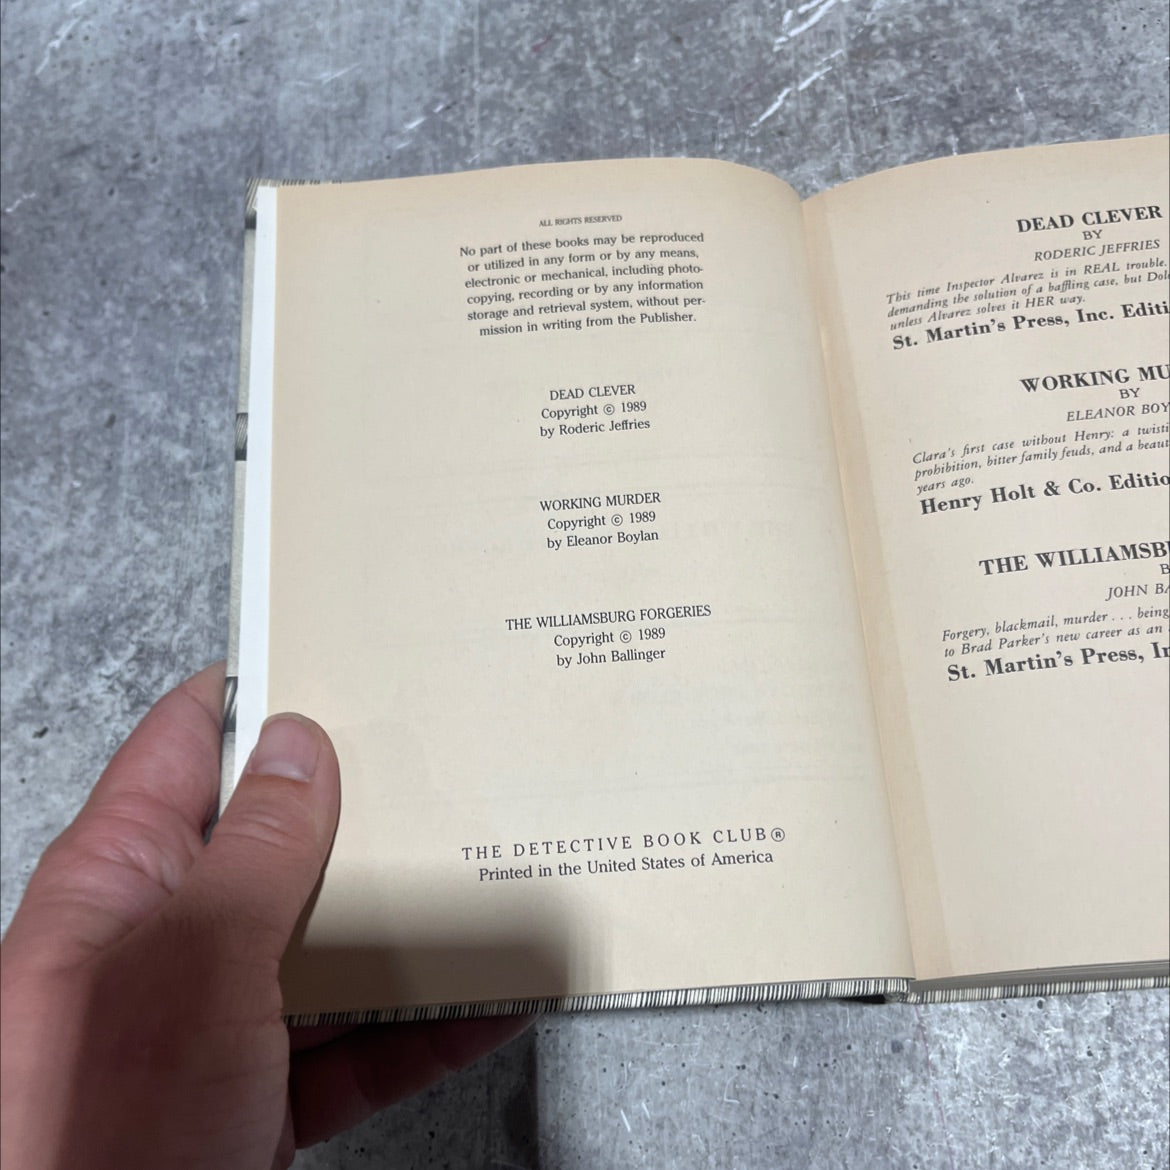 ALL RIGHTS RESERVED
No part of these books may be reproduced
or utilized in any form or by any means,
electronic or mechanical, including photo-
copying, recording or by any information
storage and retrieval system, without per-
mission in writing from the Publisher.
DEAD CLEVER
Copyright © 1989
by Roderic Jeffries
WORKING MURDER
Copyright © 1989
by Eleanor Boylan
THE WILLIAMSBURG FORGERIES
Copyright © 1989
by John Ballinger
THE DETECTIVE BOOK CLUB®
Printed in the United States of America
DEAD CLEVER
BY
RODERIC JEFFRIES
This time Inspector Alvarez is in REAL trouble.
demanding the solution of a baffling case, but
unless Alvarez solves it HER way.
St. Martin's Press, Inc.
WORKING
BY
ELEANOR
Clara's first case without Henry: a
prohibition, bitter family feuds, and a
years ago.
Henry Holt & Co.
THE
JOHN
Forgery, blackmail, murder . . . being
to Brad Parker's new career as an
St. Martin's Press,